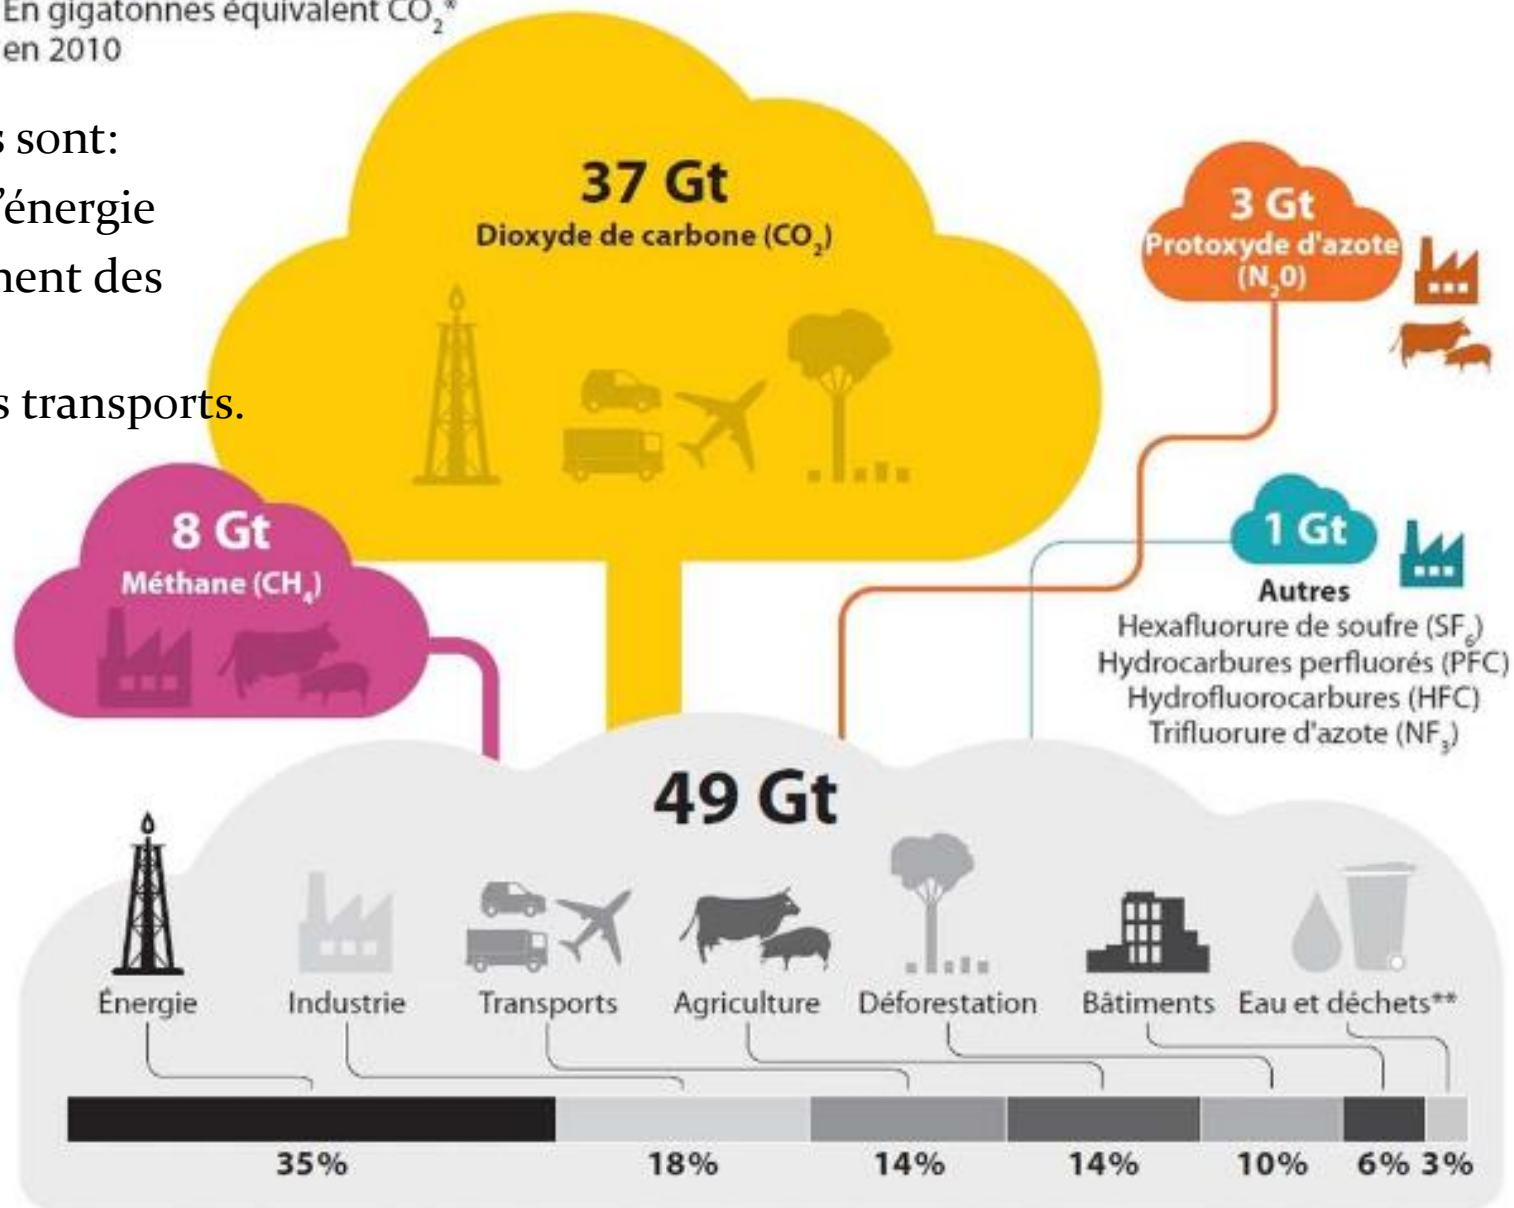 En gigatonnes équivalent CO₂*
en 2010
s sont:
’énergie
ment des
s transports.
37 Gt
Dioxyde de carbone (CO₂)
3 Gt
Protoxyde d'azote
(N₂0)
8 Gt
Méthane (CH₄)
1 Gt
Autres
Hexafluorure de soufre (SF₆)
Hydrocarbures perfluorés (PFC)
Hydrofluorocarbures (HFC)
Trifluorure d'azote (NF₃)
49 Gt
Énergie Industrie Transports Agriculture Déforestation Bâtiments Eau et déchets**
35% 18% 14% 14% 10% 6% 3%